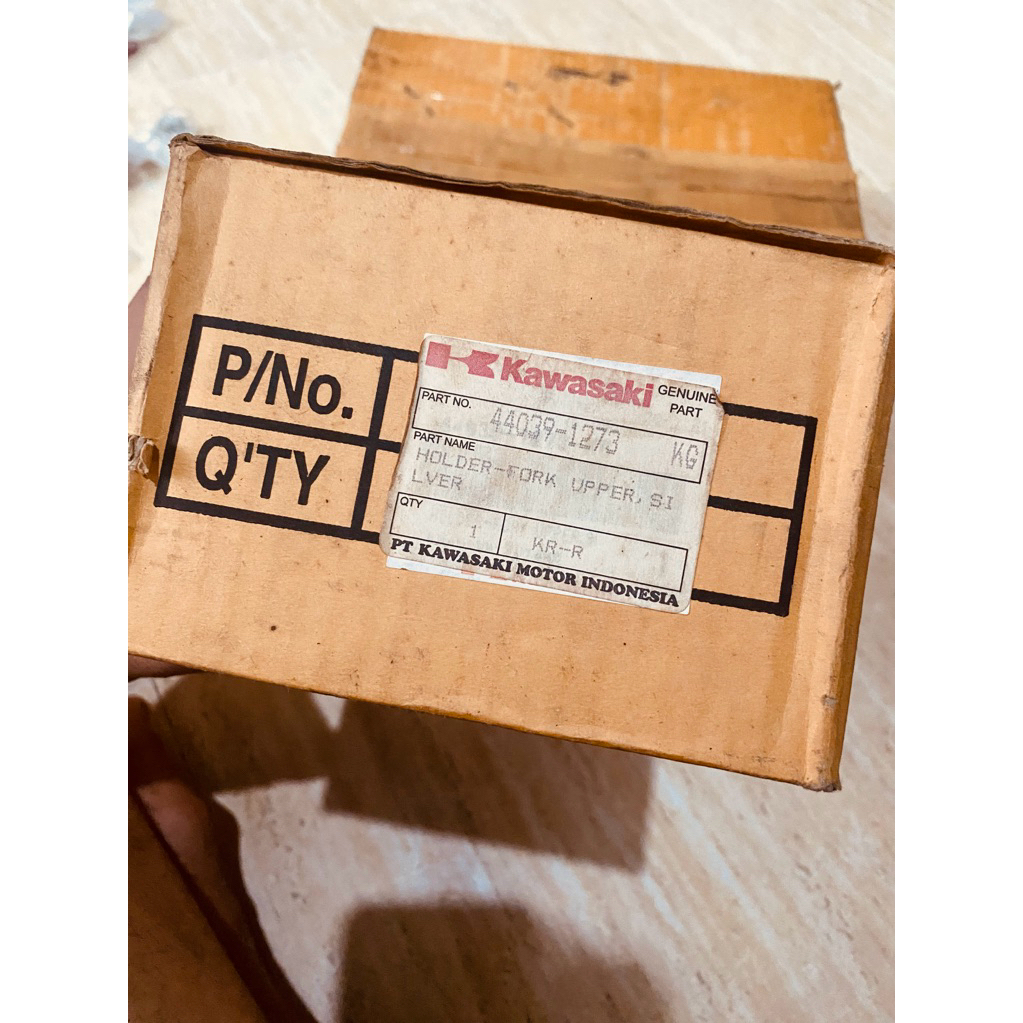 P/No.
Q'TY
Kawasaki GENUINE PART
PART NO.
44039-1273 KG
PART NAME
HOLDER-FORK UPPER, SI
LVER
QTY
1 KR-R
PT KAWASAKI MOTOR INDONESIA